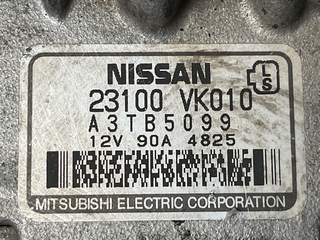 NISSAN
L
S
23100 VK010
A3TB5099
12V 90A 4825
MITSUBISHI ELECTRIC CORPORATION